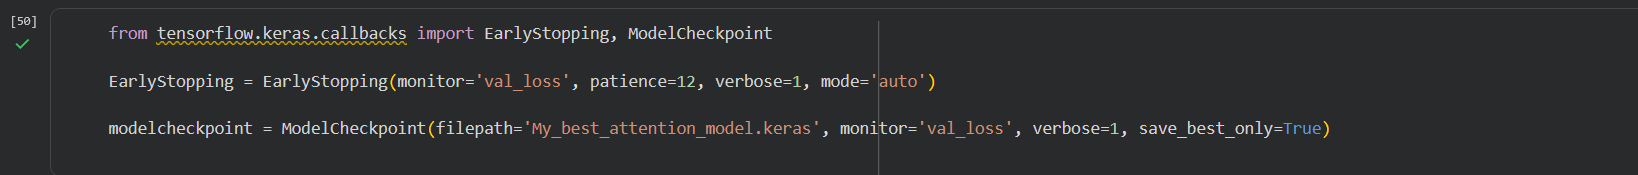 [50]
from tensorflow.keras.callbacks import EarlyStopping, ModelCheckpoint
EarlyStopping = EarlyStopping(monitor='val_loss', patience=12, verbose=1, mode='auto')
modelcheckpoint = ModelCheckpoint(filepath='My_best_attention_model.keras', monitor='val_loss', verbose=1, save_best_only=True)